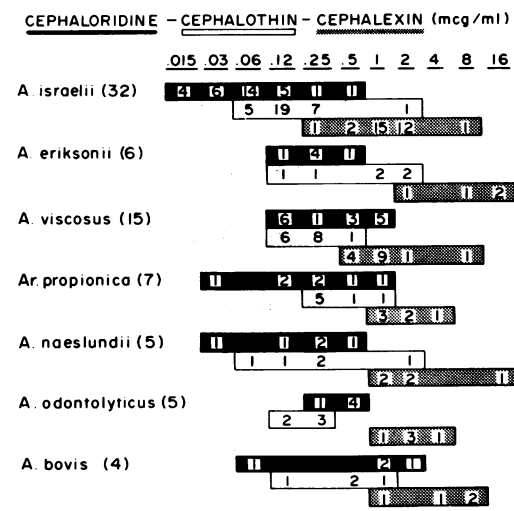 CEPHALORIDINE – CEPHALOTHIN – CEPHALEXIN (mcg/ml)
.015 .03 .06 .12 .25 .5 1 2 4 8 16
A. israelii (32) 4 6 14 5 1 1
5 19 7 1
1 2 15 12 1
A. eriksonii (6) 1 4 1
1 1 2 2
1 1 2
A. viscosus (15) 6 1 3 5
6 8 1
4 9 1 1
Ar. propionica (7) 1 2 2 1 1
5 1 1
3 2 1
A. naeslundii (5) 1 1 2 1
1 1 2 1
2 2 1
A. odontolyticus (5) 1 4
2 3
1 3 1
A. bovis (4) 1 2 1
1 2 1
1 1 2